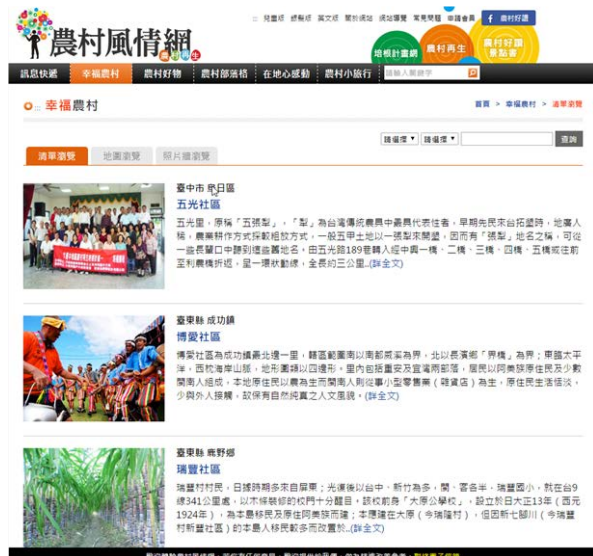 兒童版 銀髮版 英文版 關於網站 網站導覽 常見問題 申請會員 f 農村好讚
農村風情網
農村再生
培根計畫網
農村再生
農村好讚
景點書
訊息快遞 幸福農村 農村好物 農村部落格 在地心感動 農村小旅行 請輸入關鍵字
幸福農村
首頁 > 幸福農村 > 清單瀏覽
請選擇 請選擇 查詢
清單瀏覽 地圖瀏覽 照片牆瀏覽
臺中市 烏日區
五光社區
五光里,原稱「五張犁」,「犁」為台灣傳統農具中最具代表性者,早期先民來台拓墾時,地廣人
稀,農業耕作方式採較粗放方式,一般五甲土地以一張犁來開墾,因而有「張犁」地名之稱,可從
一些長輩口中聽到這些舊地名,由五光路189巷轉入經中興一橋、二橋、三橋、四橋、五橋或往前
至利農橋折返,呈一環狀動線,全長約三公里..(詳全文)
臺東縣 成功鎮
博愛社區
博愛社區為成功鎮最北邊一里,轄區範圍南以南都威溪為界,北以長濱鄉「界橋」為界;東臨太平
洋,西枕海岸山脈,地形圍類以四邊形,里內包括重安及宜灣兩部落,居民以阿美族原住民及少數
閩南人組成,本地原住民以農為生而閩南人則從事小型零售業(雜貨店)為生,原住民生活恬淡,
少與外人接觸,故保有自然純真之人文風貌。(詳全文)
臺東縣 鹿野鄉
瑞豐社區
瑞豐村村民,日據時期多來自屏東;光復後以台中、新竹為多,閩、客各半。瑞豐國小,就在台9
線341公里處,以木條裝修的校門十分醒目,該校前身「大原公學校」,設立於日大正13年(西元
1924年),為本島移民及原住阿美族而建;本應建在大原(今瑞隆村),但因新七腳川(今瑞豐
村新豐社區)的本島人移民較多而改置於..(詳全文)